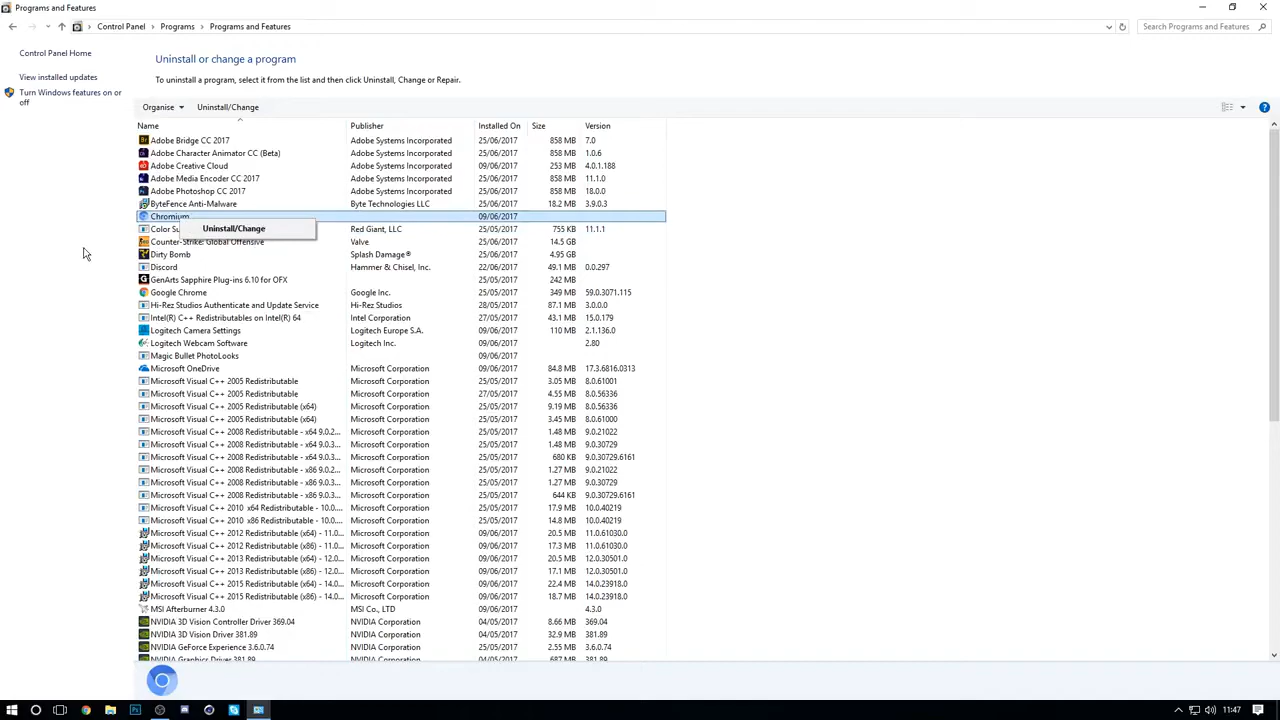 Programs and Features
Control Panel > Programs > Programs and Features
Search Programs and Features
Control Panel Home
View installed updates
Turn Windows features on or
off
Uninstall or change a program
To uninstall a program, select it from the list and then click Uninstall, Change or Repair.
Organise Uninstall/Change
Name Publisher Installed On Size Version
Adobe Bridge CC 2017 Adobe Systems Incorporated 25/06/2017 858 MB 7.0
Adobe Character Animator CC (Beta) Adobe Systems Incorporated 25/06/2017 858 MB 1.0.6
Adobe Creative Cloud Adobe Systems Incorporated 09/06/2017 253 MB 4.0.1.188
Adobe Media Encoder CC 2017 Adobe Systems Incorporated 25/06/2017 858 MB 11.1.0
Adobe Photoshop CC 2017 Adobe Systems Incorporated 25/06/2017 858 MB 18.0.0
ByteFence Anti-Malware Byte Technologies LLC 25/06/2017 18.2 MB 3.9.0.3
Chromium 09/06/2017
Color Su Red Giant, LLC 25/05/2017 755 KB 11.1.1
Uninstall/Change
Counter-Strike: Global Offensive Valve 25/05/2017 14.5 GB
Dirty Bomb Splash Damage® 25/05/2017 4.95 GB
Discord Hammer & Chisel, Inc. 22/06/2017 49.1 MB 0.0.297
GenArts Sapphire Plug-ins 6.10 for OFX 25/05/2017 242 MB
Google Chrome Google Inc. 25/05/2017 349 MB 59.0.3071.115
Hi-Rez Studios Authenticate and Update Service Hi-Rez Studios 28/05/2017 87.1 MB 3.0.0.0
Intel(R) C++ Redistributables on Intel(R) 64 Intel Corporation 27/05/2017 43.1 MB 15.0.179
Logitech Camera Settings Logitech Europe S.A. 09/06/2017 110 MB 2.1.136.0
Logitech Webcam Software Logitech Inc. 09/06/2017 2.80
Magic Bullet PhotoLooks 09/06/2017
Microsoft OneDrive Microsoft Corporation 09/06/2017 84.8 MB 17.3.6816.0313
Microsoft Visual C++ 2005 Redistributable Microsoft Corporation 25/05/2017 3.05 MB 8.0.61001
Microsoft Visual C++ 2005 Redistributable Microsoft Corporation 27/05/2017 4.55 MB 8.0.56336
Microsoft Visual C++ 2005 Redistributable (x64) Microsoft Corporation 25/05/2017 9.19 MB 8.0.56336
Microsoft Visual C++ 2005 Redistributable (x64) Microsoft Corporation 25/05/2017 3.45 MB 8.0.61000
Microsoft Visual C++ 2008 Redistributable - x64 9.0.2... Microsoft Corporation 25/05/2017 1.48 MB 9.0.21022
Microsoft Visual C++ 2008 Redistributable - x64 9.0.3... Microsoft Corporation 25/05/2017 1.48 MB 9.0.30729
Microsoft Visual C++ 2008 Redistributable - x64 9.0.3... Microsoft Corporation 25/05/2017 680 KB 9.0.30729.6161
Microsoft Visual C++ 2008 Redistributable - x86 9.0.2... Microsoft Corporation 25/05/2017 1.27 MB 9.0.21022
Microsoft Visual C++ 2008 Redistributable - x86 9.0.3... Microsoft Corporation 25/05/2017 1.27 MB 9.0.30729
Microsoft Visual C++ 2008 Redistributable - x86 9.0.3... Microsoft Corporation 25/05/2017 644 KB 9.0.30729.6161
Microsoft Visual C++ 2010 x64 Redistributable - 10.0.... Microsoft Corporation 25/05/2017 17.9 MB 10.0.40219
Microsoft Visual C++ 2010 x86 Redistributable - 10.0.... Microsoft Corporation 25/05/2017 14.8 MB 10.0.40219
Microsoft Visual C++ 2012 Redistributable (x64) - 11.0... Microsoft Corporation 09/06/2017 20.5 MB 11.0.61030.0
Microsoft Visual C++ 2012 Redistributable (x86) - 11.0... Microsoft Corporation 09/06/2017 17.3 MB 11.0.61030.0
Microsoft Visual C++ 2013 Redistributable (x64) - 12.0... Microsoft Corporation 09/06/2017 20.5 MB 12.0.30501.0
Microsoft Visual C++ 2013 Redistributable (x86) - 12.0... Microsoft Corporation 09/06/2017 17.1 MB 12.0.30501.0
Microsoft Visual C++ 2015 Redistributable (x64) - 14.0... Microsoft Corporation 09/06/2017 22.4 MB 14.0.23918.0
Microsoft Visual C++ 2015 Redistributable (x86) - 14.0... Microsoft Corporation 09/06/2017 18.7 MB 14.0.23918.0
MSI Afterburner 4.3.0 MSI Co., LTD 09/06/2017 4.3.0
NVIDIA 3D Vision Controller Driver 369.04 NVIDIA Corporation 04/05/2017 8.66 MB 369.04
NVIDIA 3D Vision Driver 381.89 NVIDIA Corporation 04/05/2017 32.9 MB 381.89
NVIDIA GeForce Experience 3.6.0.74 NVIDIA Corporation 25/05/2017 2.55 MB 3.6.0.74
NVIDIA Graphics Driver 381.89 NVIDIA Corporation 04/05/2017 687 MB 381.89
11:47